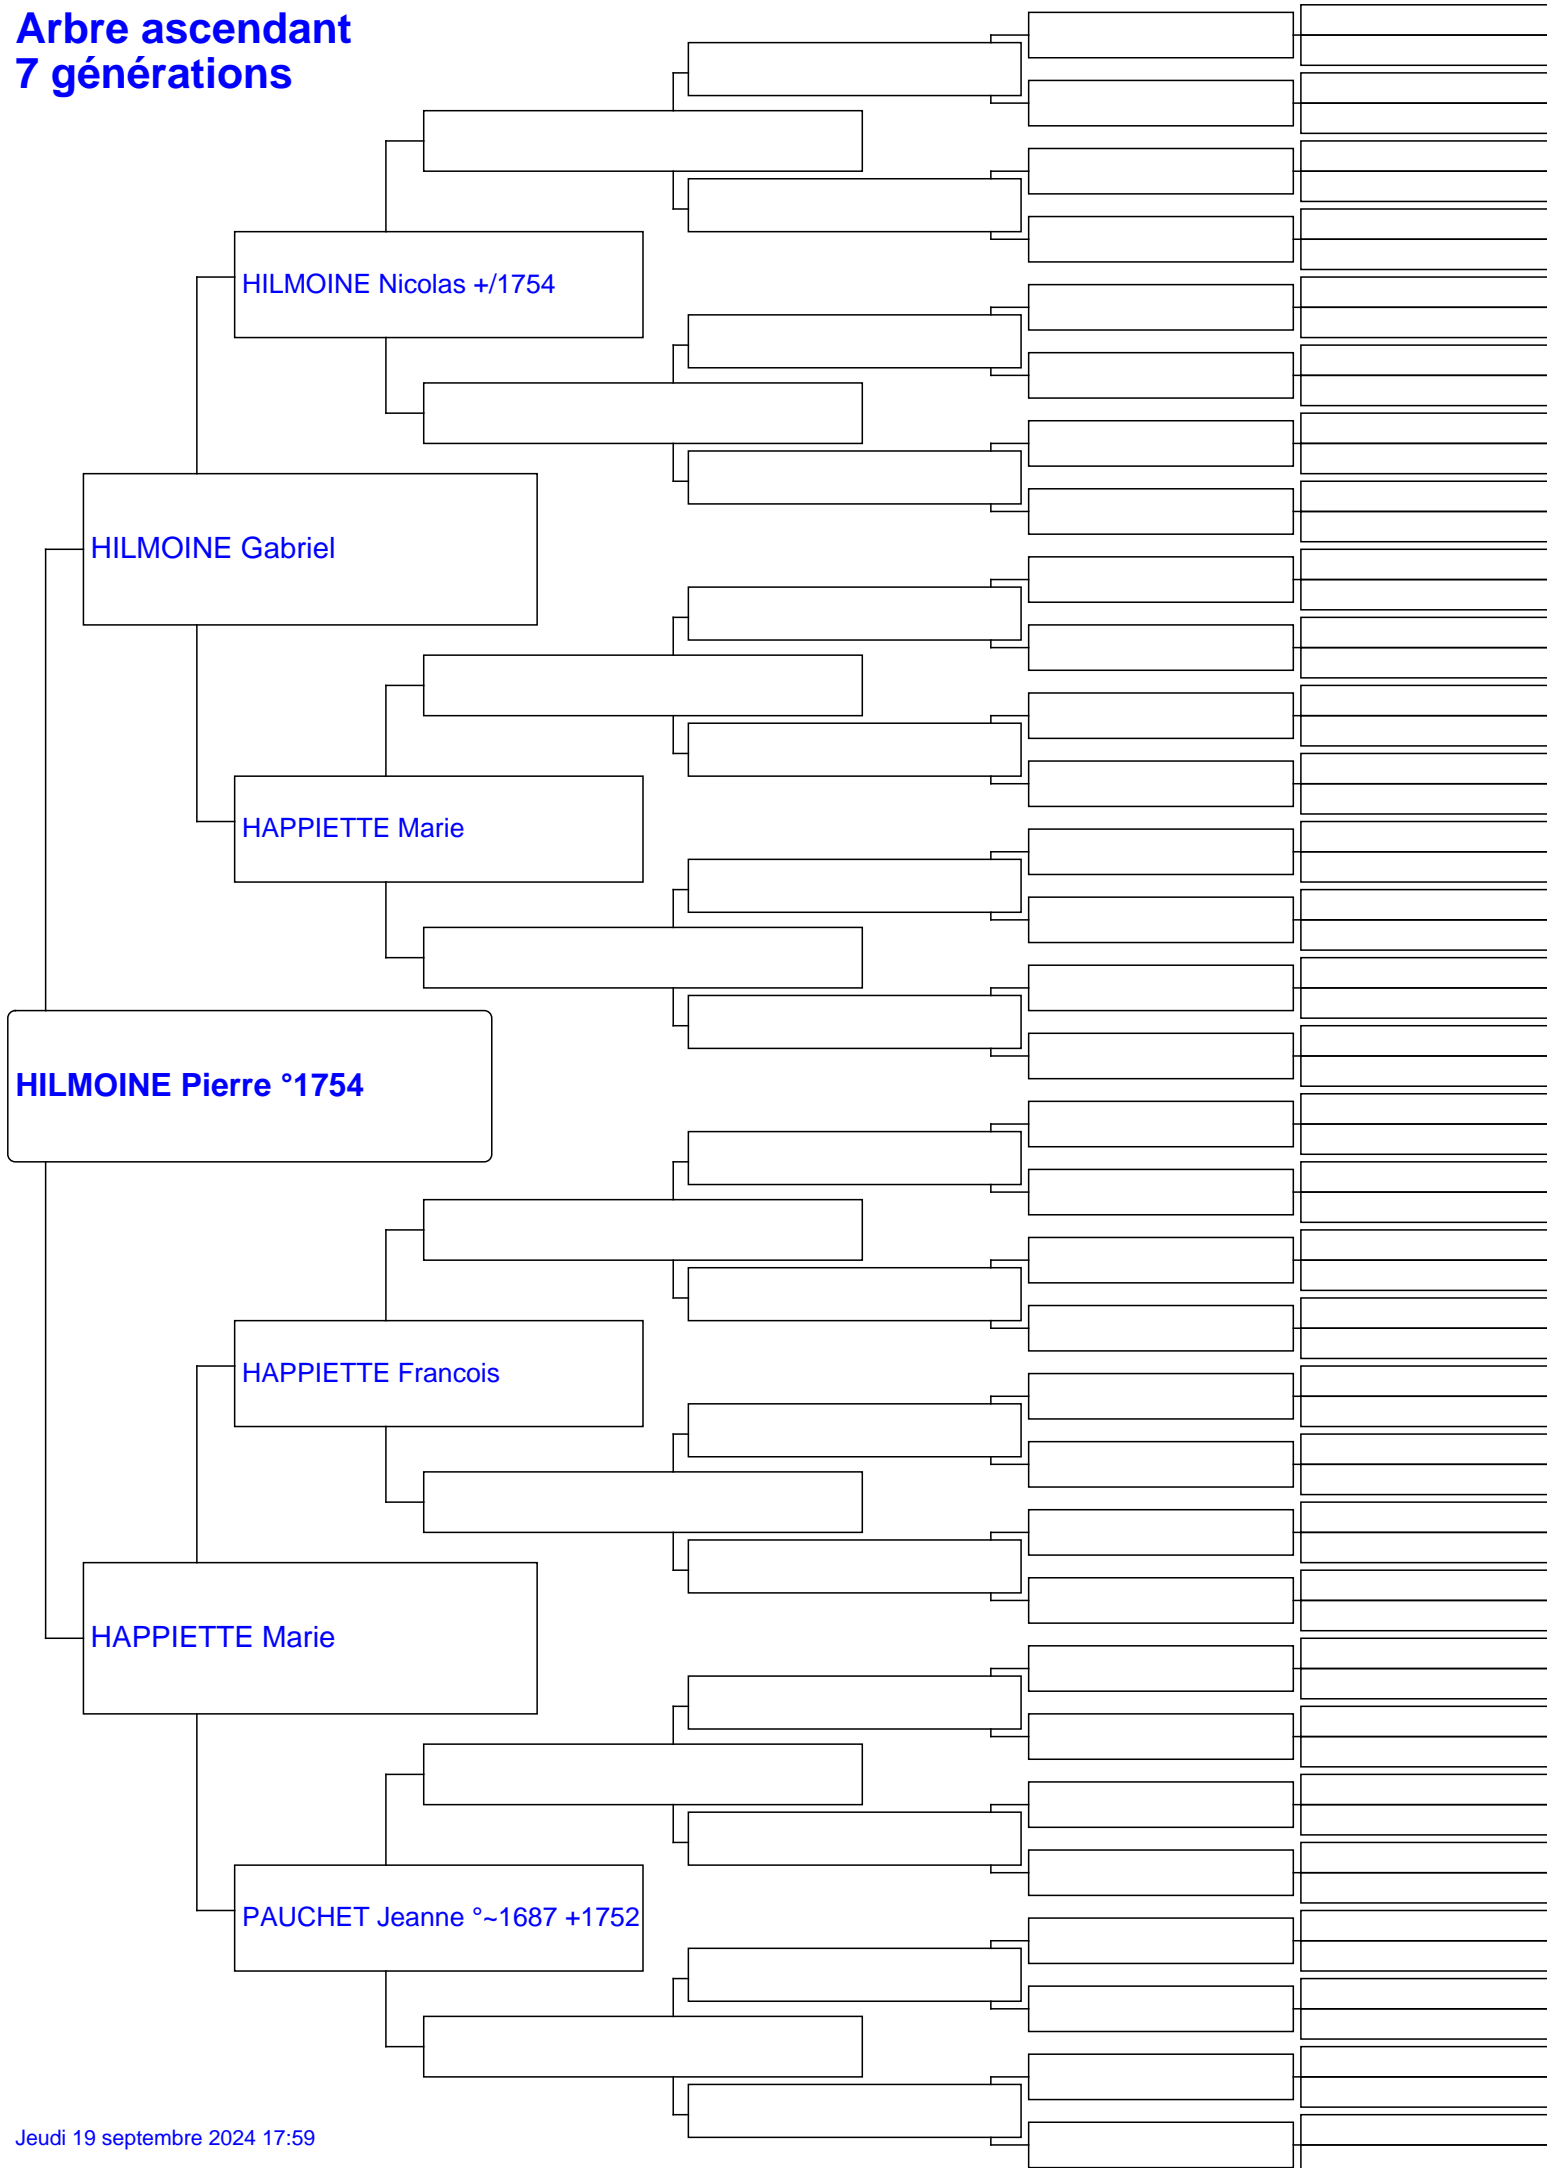 Arbre ascendant
7 générations
HILMOINE Nicolas +/1754
HILMOINE Gabriel
HAPPIETTE Marie
HILMOINE Pierre °1754
HAPPIETTE Francois
HAPPIETTE Marie
PAUCHET Jeanne °~1687 +1752
Jeudi 19 septembre 2024 17:59